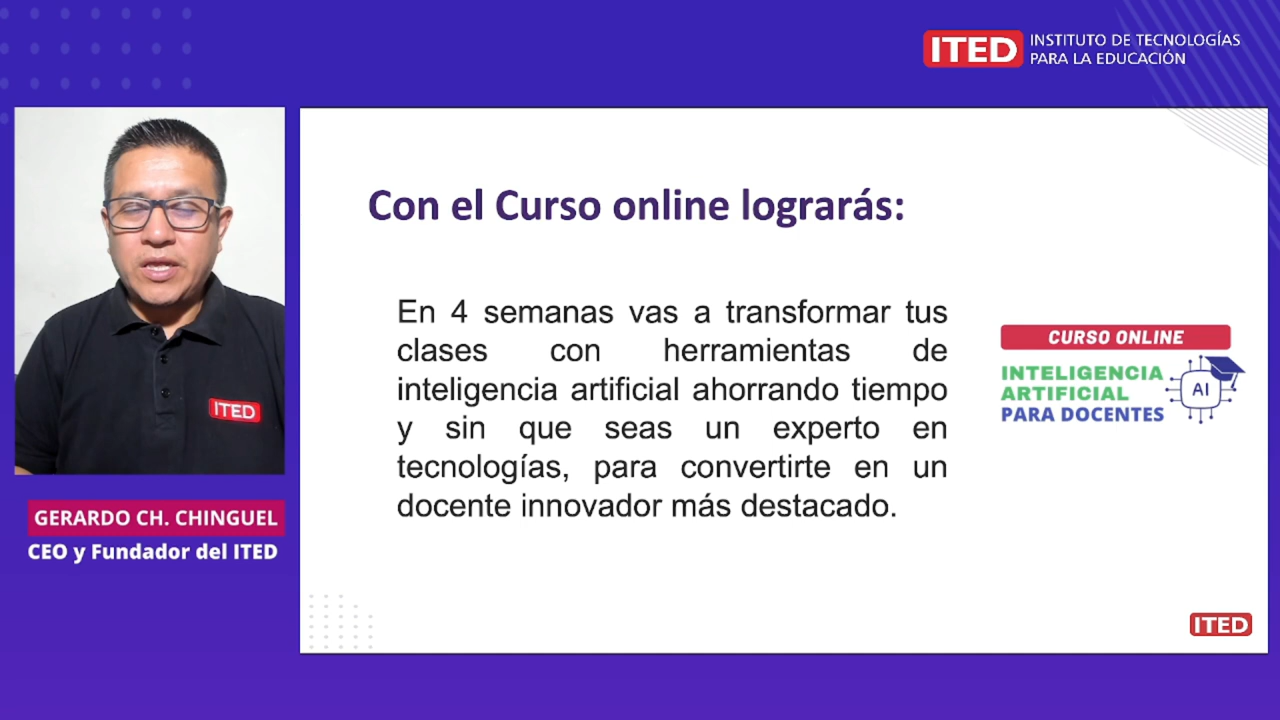 ITED
INSTITUTO DE TECNOLOGÍAS
PARA LA EDUCACIÓN
ITED
GERARDO CH. CHINGUEL
CEO y Fundador del ITED
Con el Curso online lograrás:
En 4 semanas vas a transformar tus
clases con herramientas de
inteligencia artificial ahorrando tiempo
y sin que seas un experto en
tecnologías, para convertirte en un
docente innovador más destacado.
CURSO ONLINE
INTELIGENCIA
ARTIFICIAL
PARA DOCENTES
AI
ITED